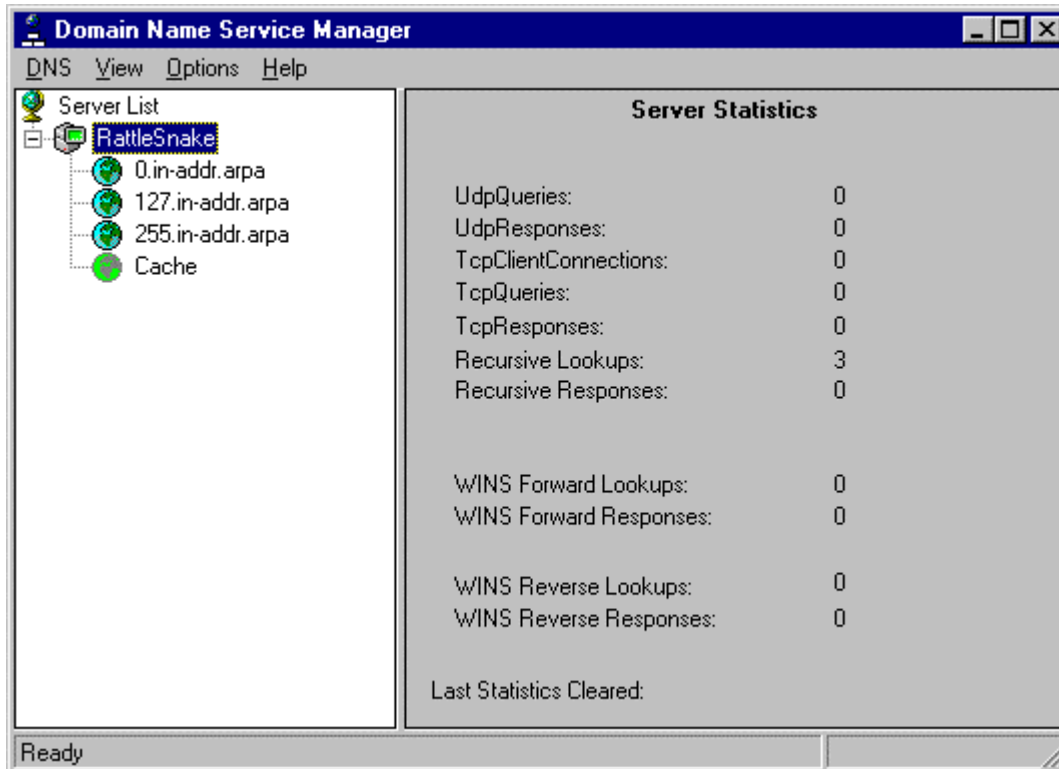 Domain Name Service Manager
DNS View Options Help
Server List
RattleSnake
0.in-addr.arpa
127.in-addr.arpa
255.in-addr.arpa
Cache
Server Statistics
UdpQueries: 0
UdpResponses: 0
TcpClientConnections: 0
TcpQueries: 0
TcpResponses: 0
Recursive Lookups: 3
Recursive Responses: 0
WINS Forward Lookups: 0
WINS Forward Responses: 0
WINS Reverse Lookups: 0
WINS Reverse Responses: 0
Last Statistics Cleared:
Ready